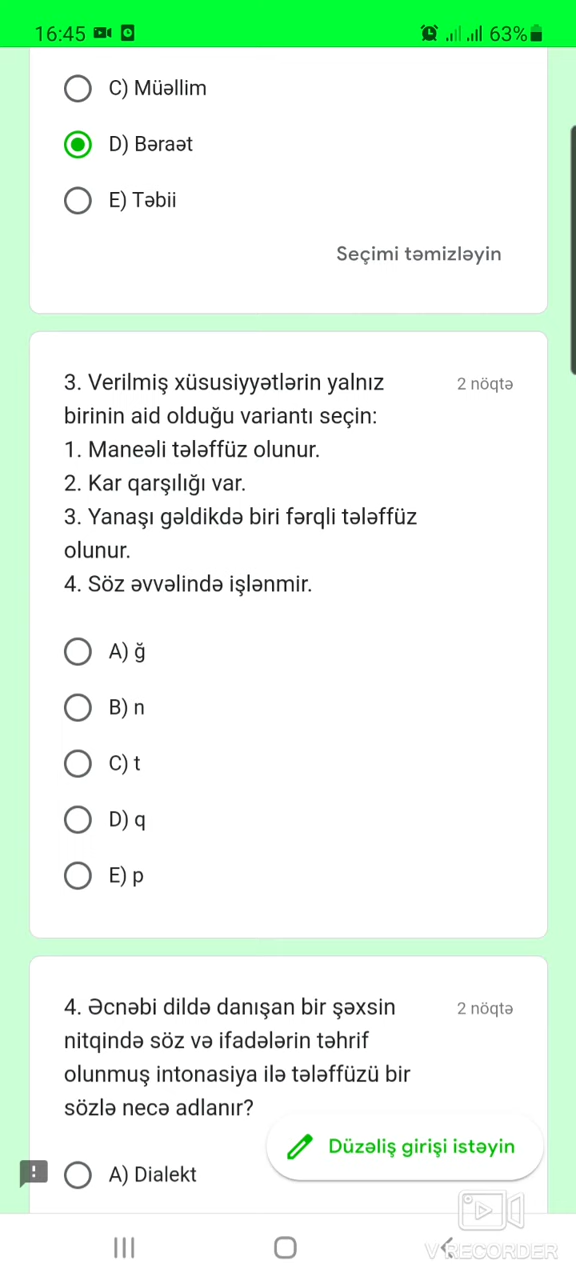 16:45 63%
C) Müəllim
D) Bəraət
E) Təbii
Seçimi təmizləyin
3. Verilmiş xüsusiyyətlərin yalnız 2 nöqtə
birinin aid olduğu variantı seçin:
1. Maneəli tələffüz olunur.
2. Kar qarşılığı var.
3. Yanaşı gəldikdə biri fərqli tələffüz
olunur.
4. Söz əvvəlində işlənmir.
A) ğ
B) n
C) t
D) q
E) p
4. Əcnəbi dildə danışan bir şəxsin 2 nöqtə
nitqində söz və ifadələrin təhrif
olunmuş intonasiya ilə tələffüzü bir
sözlə necə adlanır?
Düzəliş girişi istəyin
A) Dialekt
V RECORDER